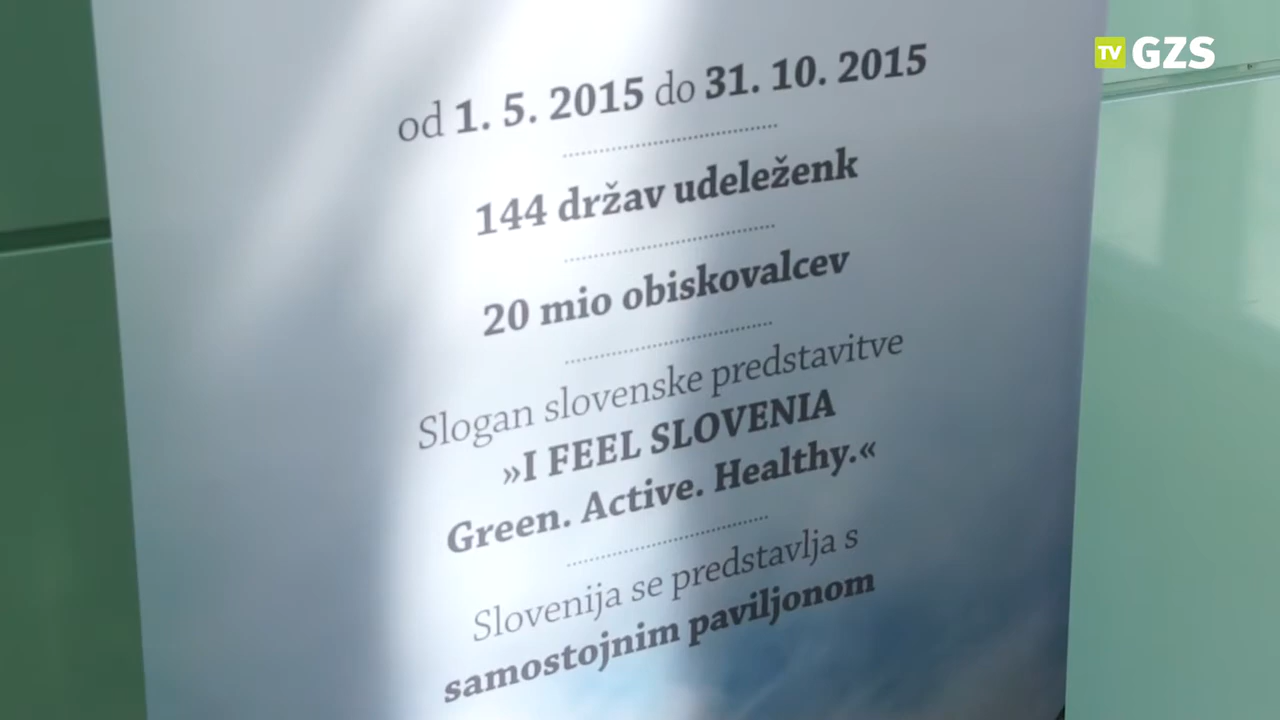 TV GZS
od 1. 5. 2015 do 31. 10. 2015
144 držav udeleženk
20 mio obiskovalcev
Slogan slovenske predstavitve
»I FEEL SLOVENIA
Green. Active. Healthy.«
Slovenija se predstavlja s
samostojnim paviljonom